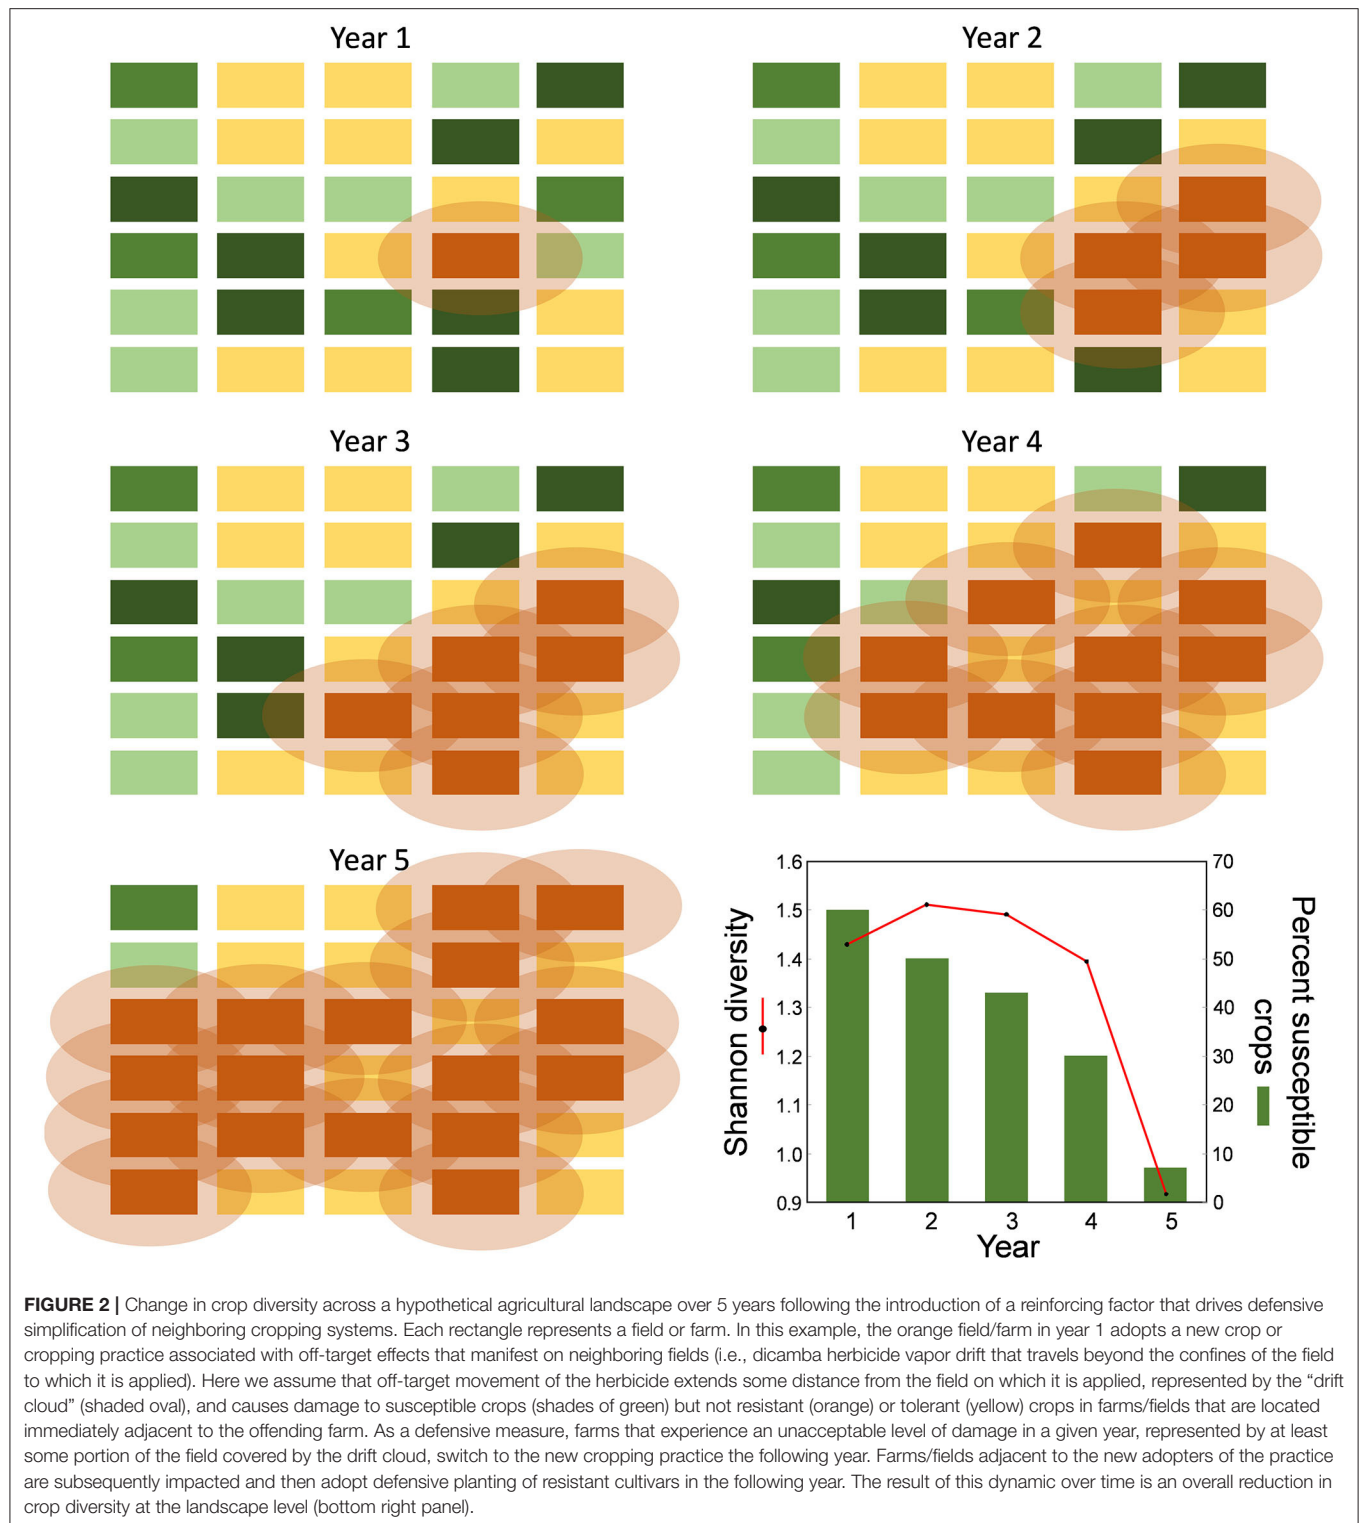 Year 1
Year 2
Year 3
Year 4
Year 5
1.6
1.5
1.4
1.3
1.2
1.1
1.0
0.9
Shannon diversity
70
60
50
40
30
20
10
0
Percent susceptible
crops
1 2 3 4 5
Year
FIGURE 2 | Change in crop diversity across a hypothetical agricultural landscape over 5 years following the introduction of a reinforcing factor that drives defensive
simplification of neighboring cropping systems. Each rectangle represents a field or farm. In this example, the orange field/farm in year 1 adopts a new crop or
cropping practice associated with off-target effects that manifest on neighboring fields (i.e., dicamba herbicide vapor drift that travels beyond the confines of the field
to which it is applied). Here we assume that off-target movement of the herbicide extends some distance from the field on which it is applied, represented by the “drift
cloud” (shaded oval), and causes damage to susceptible crops (shades of green) but not resistant (orange) or tolerant (yellow) crops in farms/fields that are located
immediately adjacent to the offending farm. As a defensive measure, farms that experience an unacceptable level of damage in a given year, represented by at least
some portion of the field covered by the drift cloud, switch to the new cropping practice the following year. Farms/fields adjacent to the new adopters of the practice
are subsequently impacted and then adopt defensive planting of resistant cultivars in the following year. The result of this dynamic over time is an overall reduction in
crop diversity at the landscape level (bottom right panel).